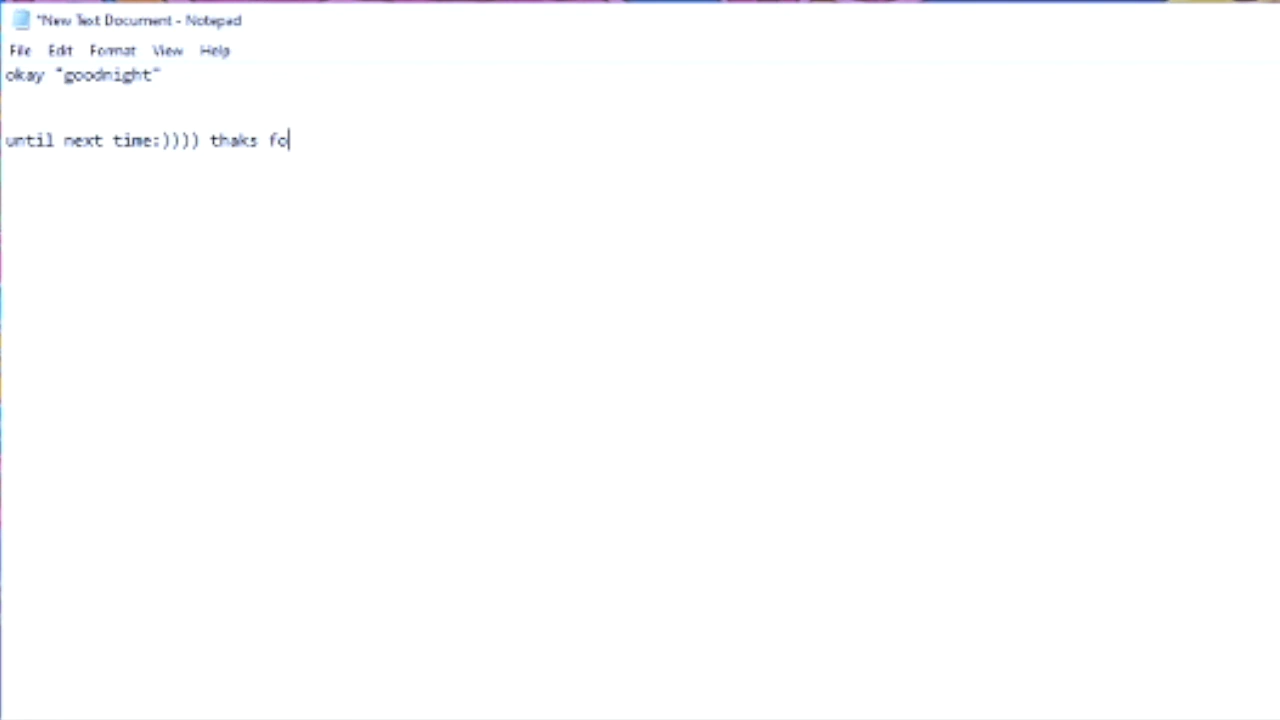 *New Text Document - Notepad
File Edit Format View Help
okay "goodnight"
until next time:)))) thaks fo